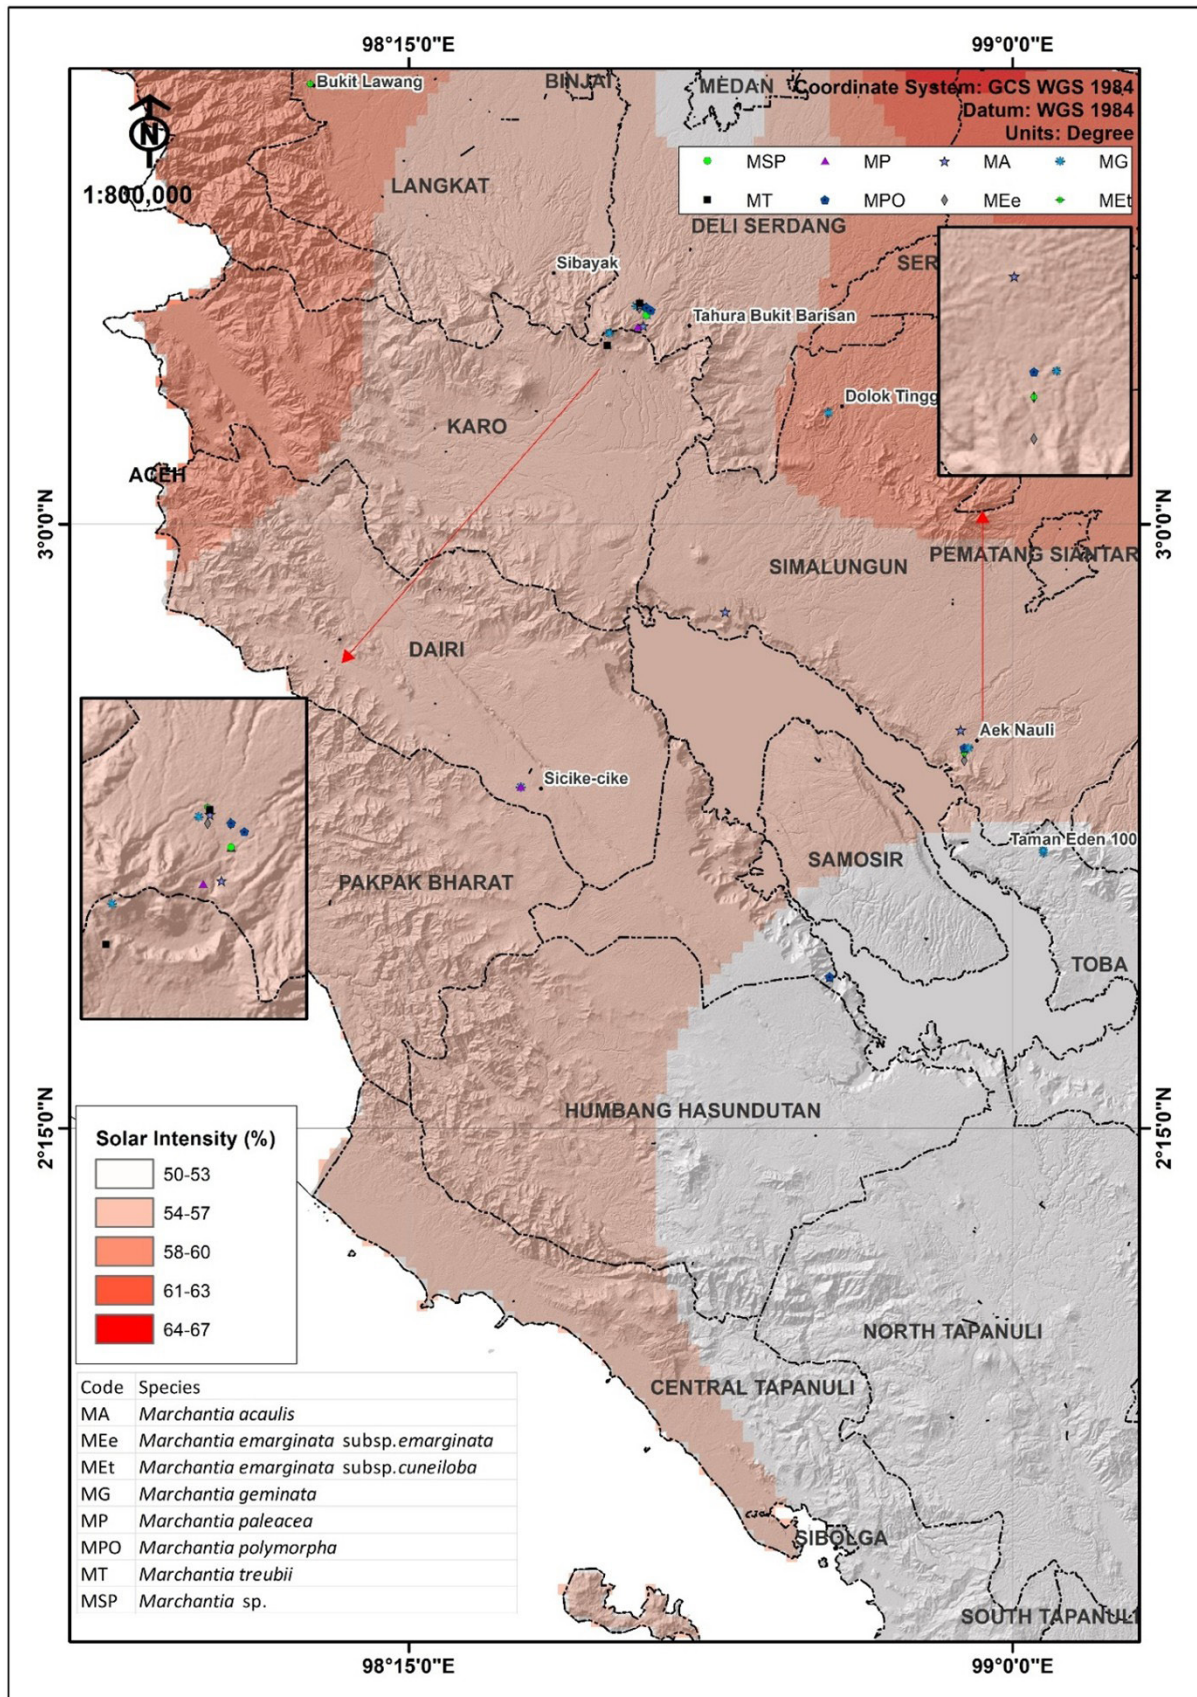 98°15'0"E 99°0'0"E
Bukit Lawang
BINJAI
MEDAN
Coordinate System: GCS WGS 1984
Datum: WGS 1984
Units: Degree
N
1:800,000
MSP MP MA MG
MT MPO MEe MEt
LANGKAT
DELI SERDANG
SER
Sibayak
Tahura Bukit Barisan
Dolok Tingg
KARO
ACEH
3°0'0"N 3°0'0"N
SIMALUNGUN
PEMATANG SIANTAR
DAIRI
Aek Nauli
Sicike-cike
Taman Eden 100
SAMOSIR
PAKPAK BHARAT
TOBA
HUMBANG HASUNDUTAN
2°15'0"N 2°15'0"N
Solar Intensity (%)
50-53
54-57
58-60
61-63
64-67
NORTH TAPANULI
CENTRAL TAPANULI
Code Species
MA Marchantia acaulis
MEe Marchantia emarginata subsp.emarginata
MEt Marchantia emarginata subsp.cuneiloba
MG Marchantia geminata
MP Marchantia paleacea
MPO Marchantia polymorpha
MT Marchantia treubii
MSP Marchantia sp.
SIBOLGA
SOUTH TAPANULI
98°15'0"E 99°0'0"E